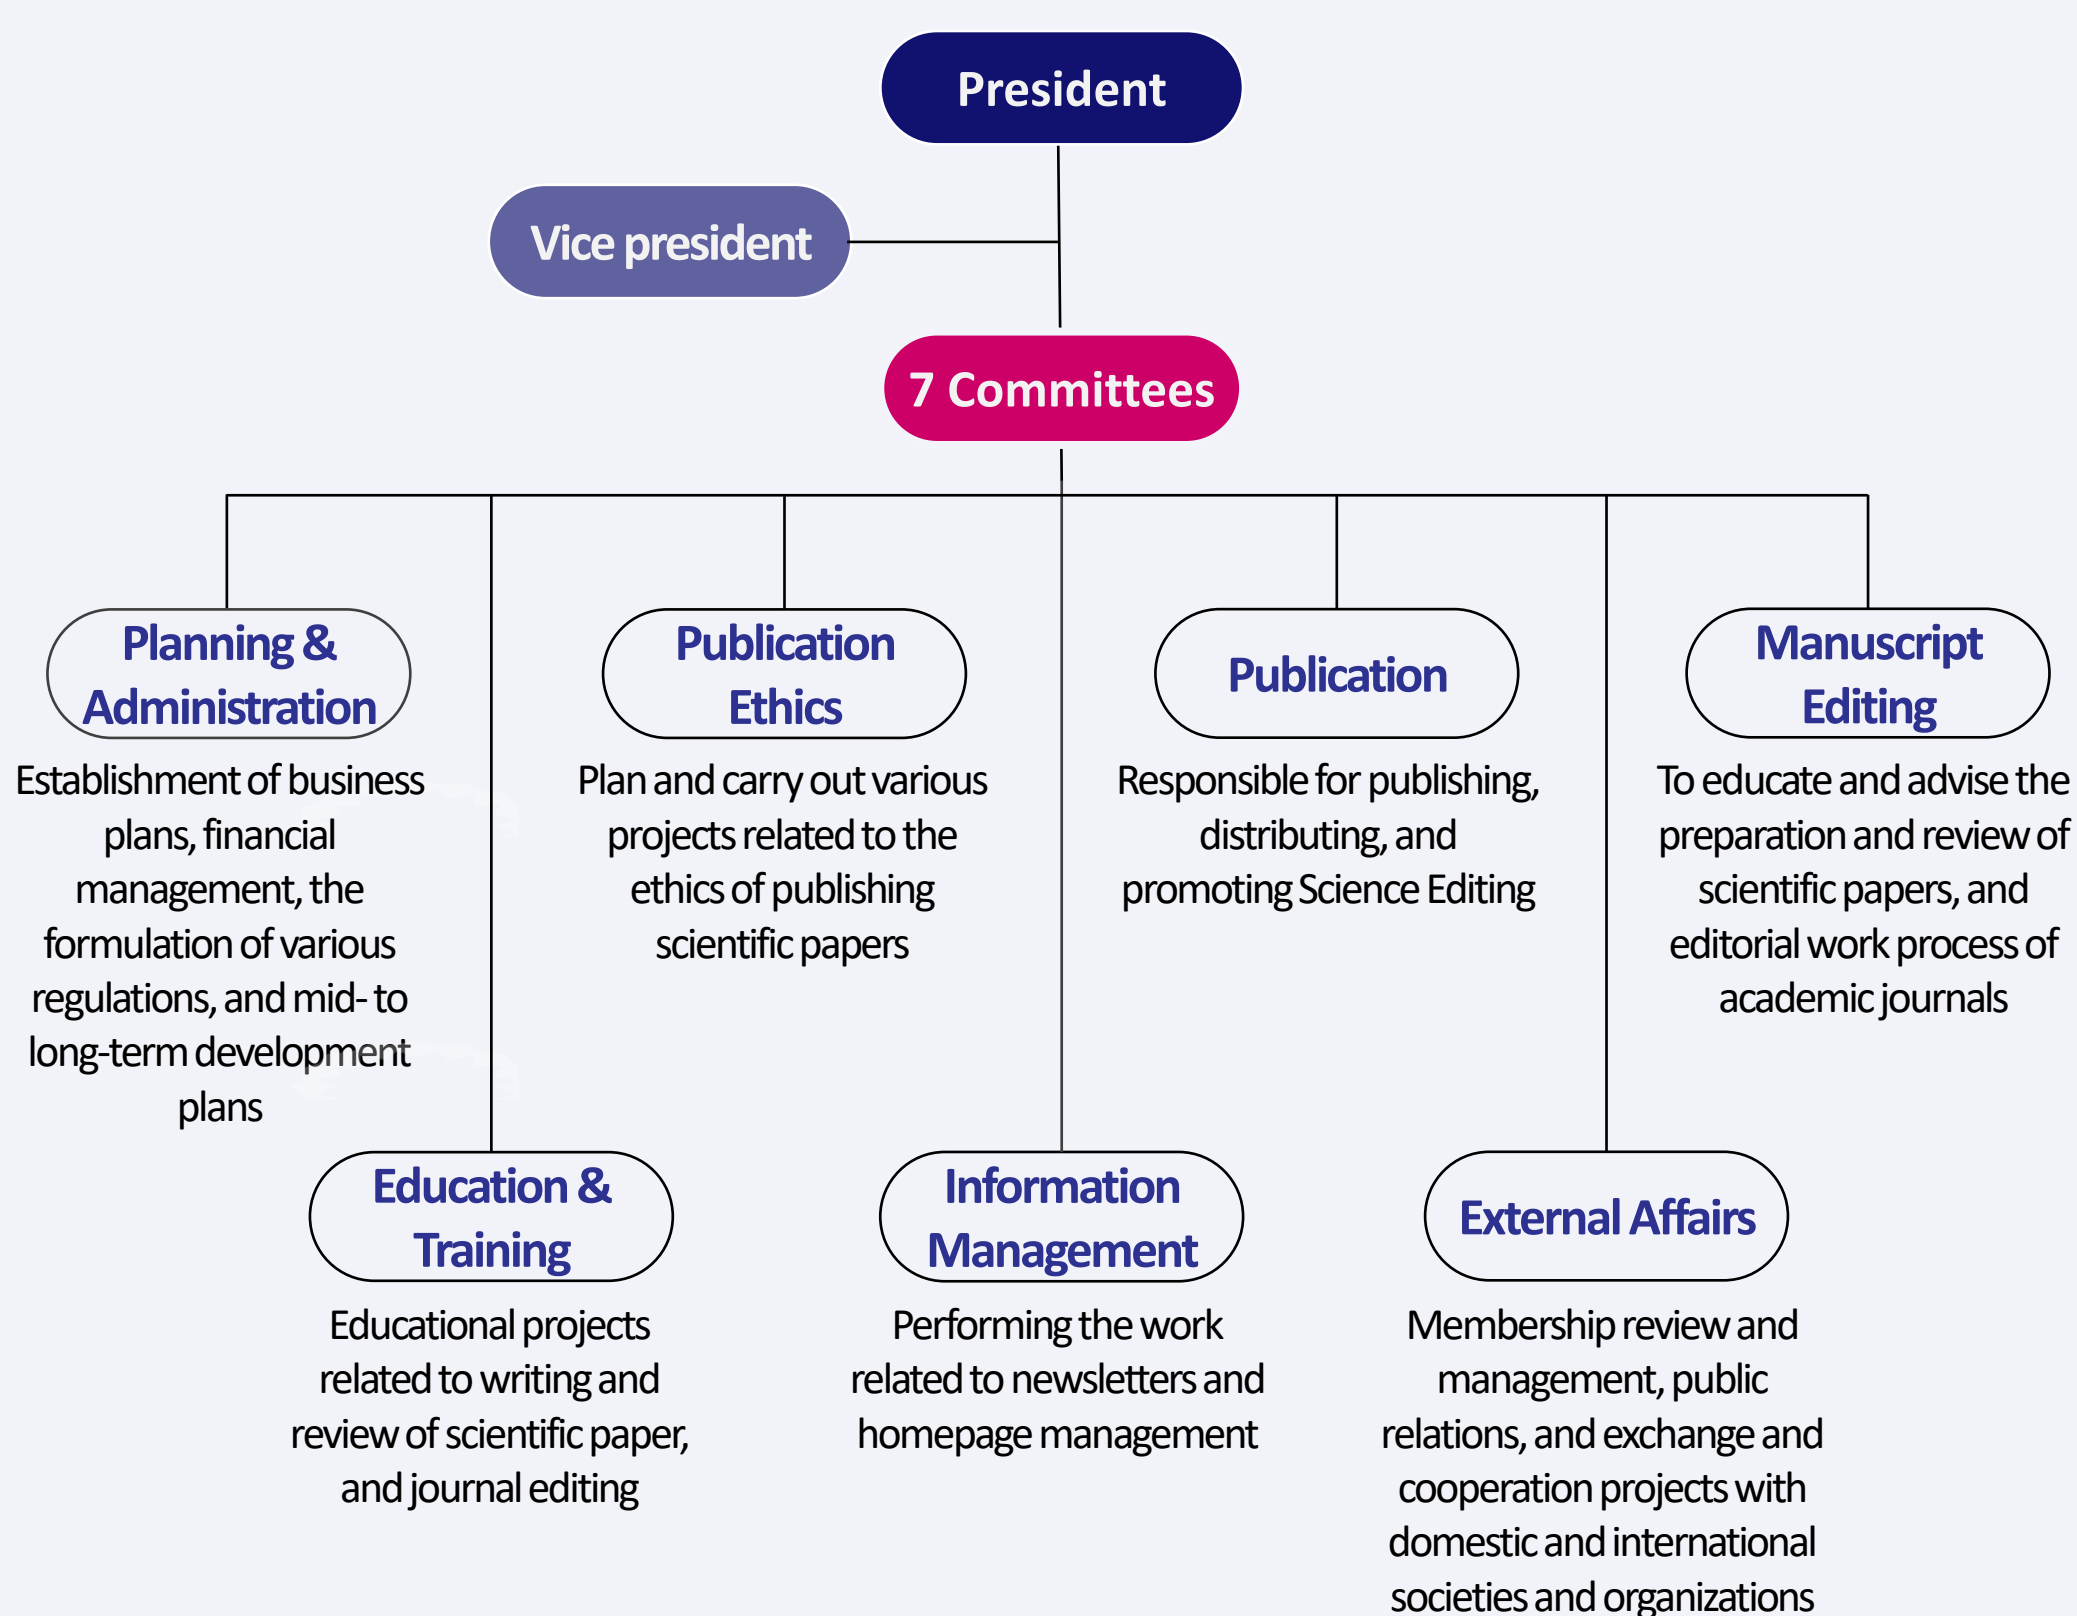 President
Vice president
7 Committees
Planning &
Administration
Establishment of business
plans, financial
management, the
formulation of various
regulations, and mid- to
long-term development
plans
Publication
Ethics
Plan and carry out various
projects related to the
ethics of publishing
scientific papers
Publication
Responsible for publishing,
distributing, and
promoting Science Editing
Manuscript
Editing
To educate and advise the
preparation and review of
scientific papers, and
editorial work process of
academic journals
Education &
Training
Educational projects
related to writing and
review of scientific paper,
and journal editing
Information
Management
Performing the work
related to newsletters and
homepage management
External Affairs
Membership review and
management, public
relations, and exchange and
cooperation projects with
domestic and international
societies and organizations